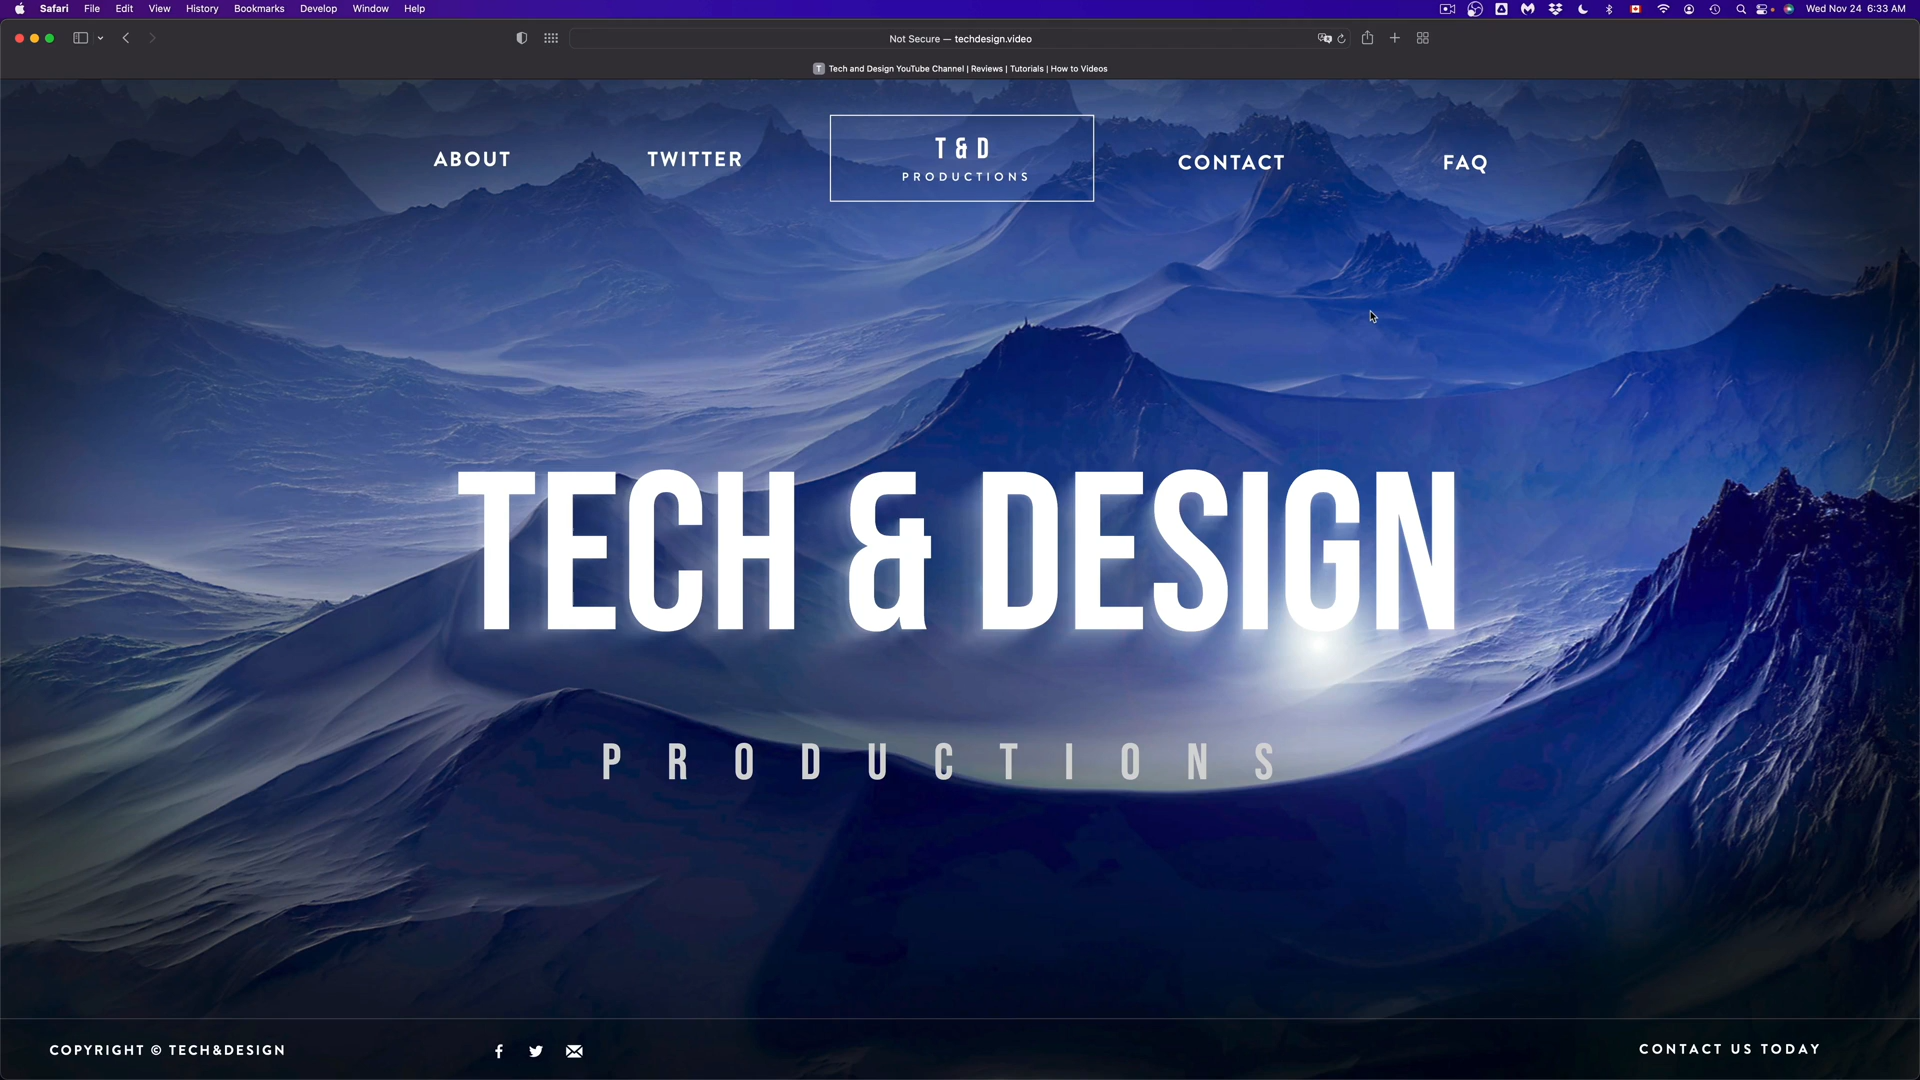 Safari File Edit View History Bookmarks Develop Window Help Wed Nov 24 6:33 AM
Not Secure — techdesign.video
T Tech and Design YouTube Channel | Reviews | Tutorials | How to Videos
ABOUT TWITTER T & D CONTACT FAQ
PRODUCTIONS
TECH & DESIGN
PRODUCTIONS
COPYRIGHT © TECH&DESIGN CONTACT US TODAY